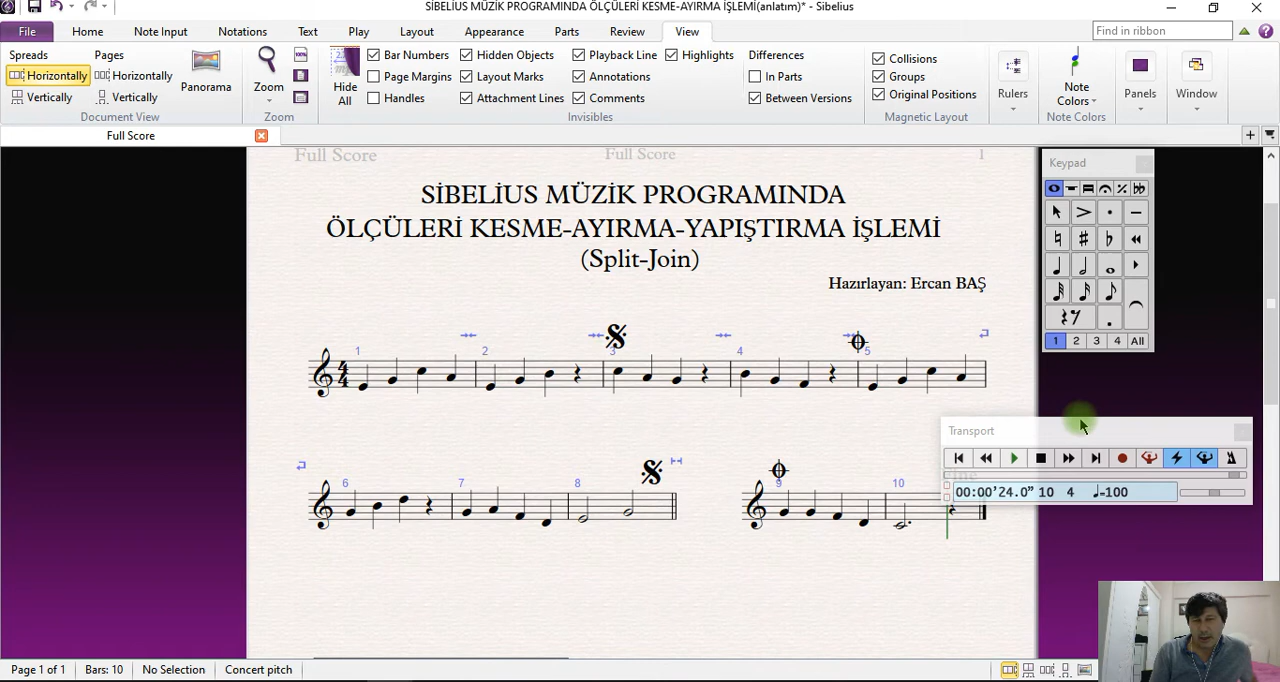 SİBELİUS MÜZİK PROGRAMINDA ÖLÇÜLERİ KESME-AYIRMA İŞLEMİ(anlatım)* - Sibelius
File Home Note Input Notations Text Play Layout Appearance Parts Review View Find in ribbon
Spreads Pages
Horizontally Horizontally
Vertically Vertically
Panorama
Document View
Zoom
Zoom
Hide All
Bar Numbers Hidden Objects Playback Line Highlights
Page Margins Layout Marks Annotations
Handles Attachment Lines Comments
Invisibles
Differences
In Parts
Between Versions
Collisions
Groups
Original Positions
Magnetic Layout
Rulers
Note Colors
Note Colors
Panels
Window
Full Score
Full Score Full Score 1
SİBELİUS MÜZİK PROGRAMINDA
ÖLÇÜLERİ KESME-AYIRMA-YAPIŞTIRMA İŞLEMİ
(Split-Join)
Hazırlayan: Ercan BAŞ
1 2 3 4 5
6 7 8 9 10
Keypad
1 2 3 4 All
Transport
00:00'24.0" 10 4 ♩=100
Page 1 of 1 Bars: 10 No Selection Concert pitch